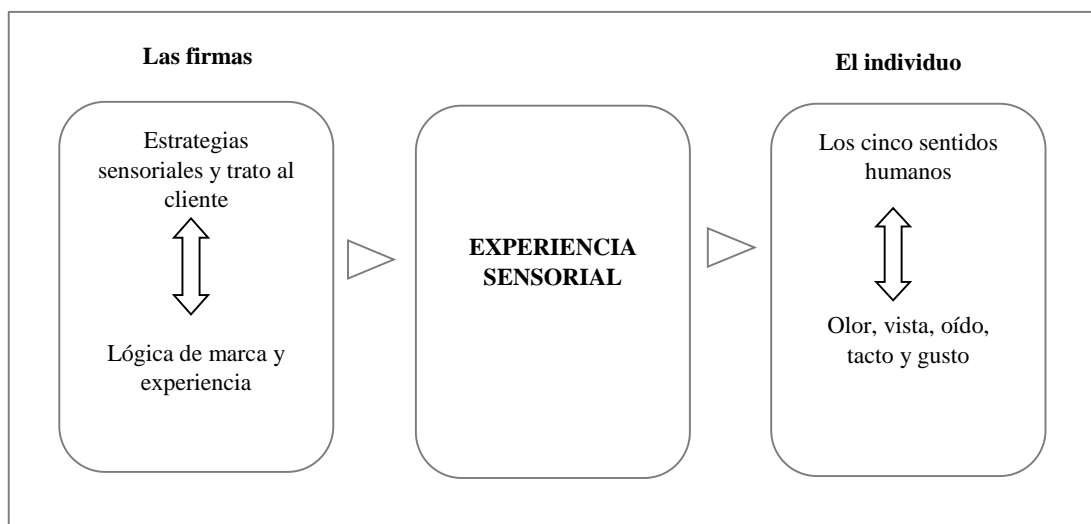 Las firmas
Estrategias
sensoriales y trato al
cliente
Lógica de marca y
experiencia
EXPERIENCIA
SENSORIAL
El individuo
Los cinco sentidos
humanos
Olor, vista, oído,
tacto y gusto